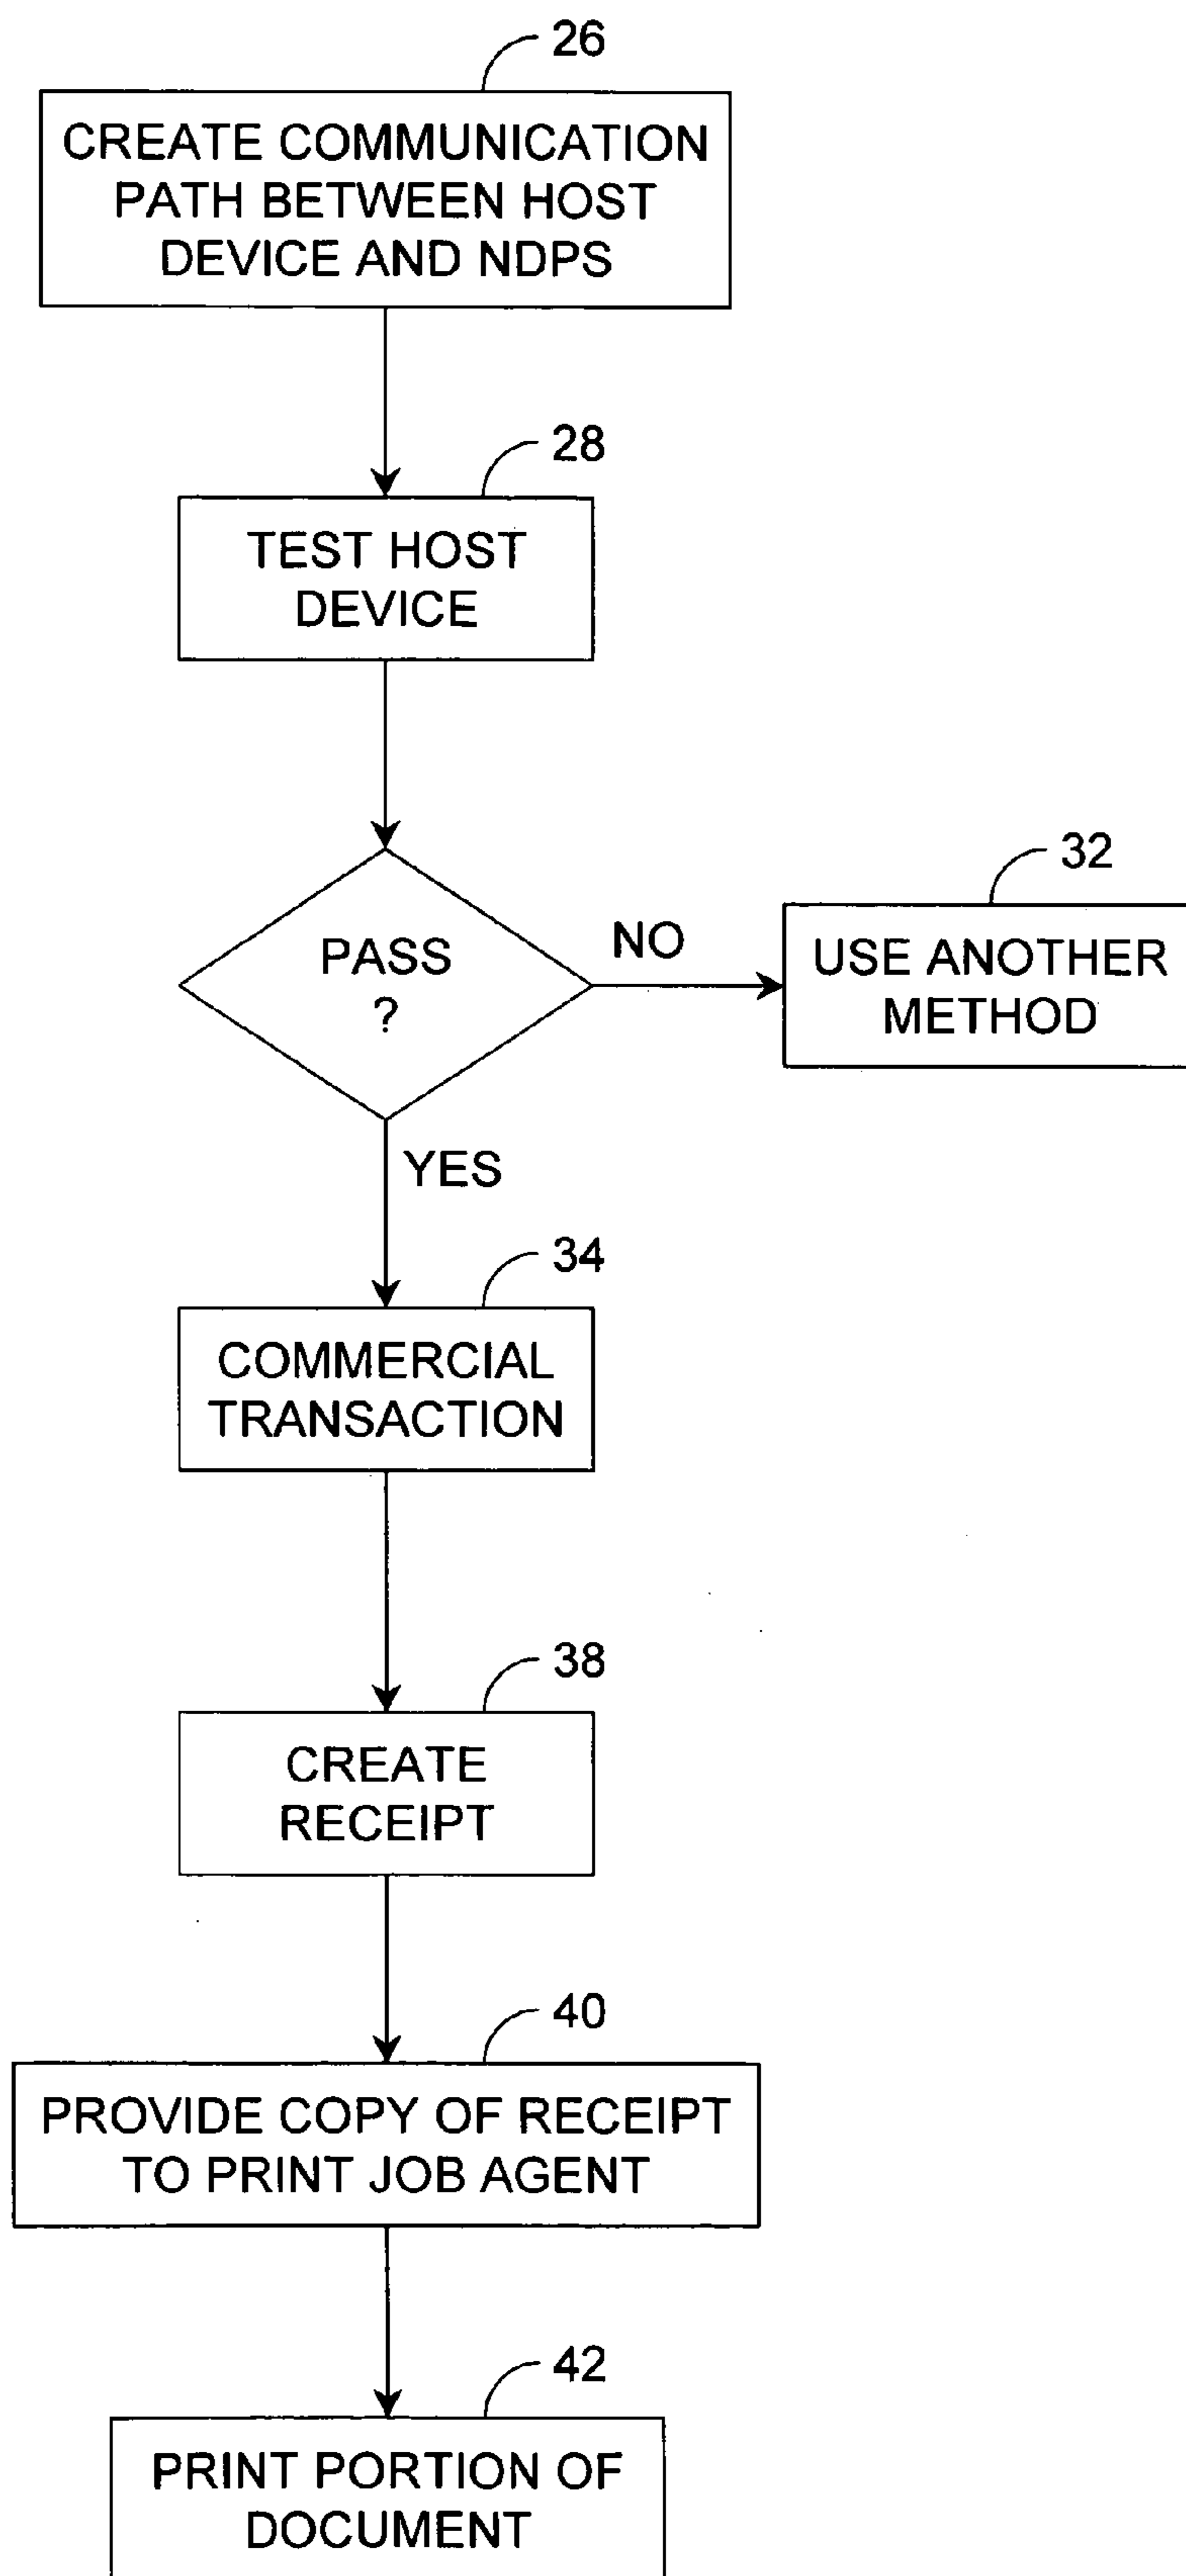 26
CREATE COMMUNICATION
PATH BETWEEN HOST
DEVICE AND NDPS
28
TEST HOST
DEVICE
PASS
?
NO
32
USE ANOTHER
METHOD
YES
34
COMMERCIAL
TRANSACTION
38
CREATE
RECEIPT
40
PROVIDE COPY OF RECEIPT
TO PRINT JOB AGENT
42
PRINT PORTION OF
DOCUMENT